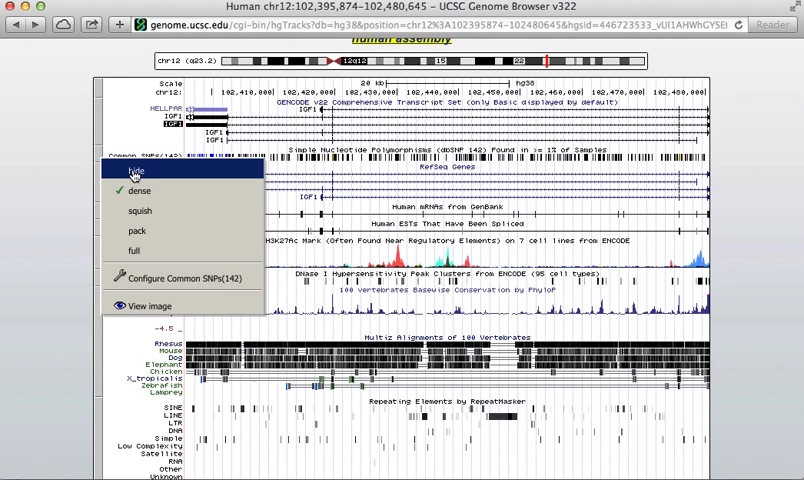 Human chr12:102,395,874-102,480,645 - UCSC Genome Browser v322
genome.ucsc.edu/cgi-bin/hgTracks?db=hg38&position=chr12%3A102395874-102480645&hgsid=446723533_vUI1AHWhGYSE
Reader
human assembly
chr12 (q23.2) 12q12 15 22
Scale 20 kb hg38
chr12: 102,410,000 102,420,000 102,430,000 102,440,000 102,450,000 102,460,000 102,470,000 102,480,000
GENCODE v22 Comprehensive Transcript Set (only Basic displayed by default)
HELLPAR IGF1
IGF1
IGF1
IGF1
IGF1
Simple Nucleotide Polymorphisms (dbSNP 142) Found in >= 1% of Samples
Common SNPs(142)
RefSeq Genes
hide
dense
IGF1
squish
Human mRNAs from GenBank
Human ESTs That Have Been Spliced
pack
H3K27Ac Mark (Often Found Near Regulatory Elements) on 7 cell lines from ENCODE
full
DNase I Hypersensitivity Peak Clusters from ENCODE (95 cell types)
Configure Common SNPs(142)
100 vertebrates Basewise Conservation by PhyloP
View image
-4.5 _
Multiz Alignments of 100 Vertebrates
Rhesus
Mouse
Dog
Elephant
Chicken
X_tropicalis
Zebrafish
Lamprey
Repeating Elements by RepeatMasker
SINE
LINE
LTR
DNA
Simple
Low Complexity
Satellite
RNA
Other
Unknown